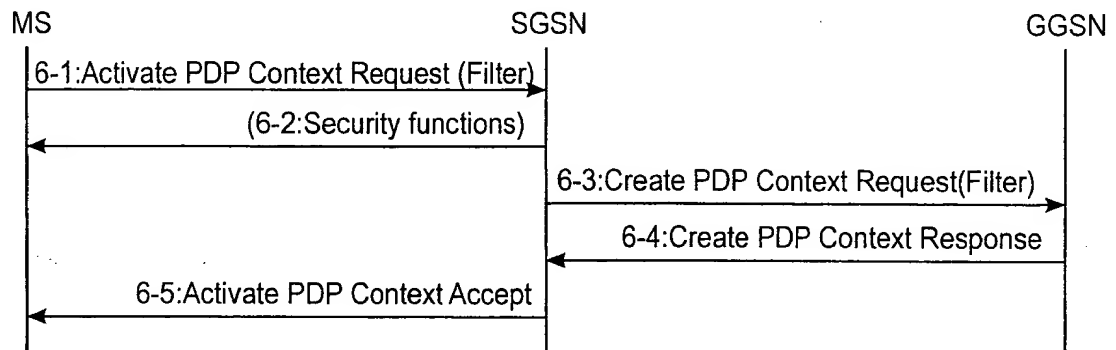 MS SGSN GGSN
6-1:Activate PDP Context Request (Filter)
(6-2:Security functions)
6-3:Create PDP Context Request(Filter)
6-4:Create PDP Context Response
6-5:Activate PDP Context Accept